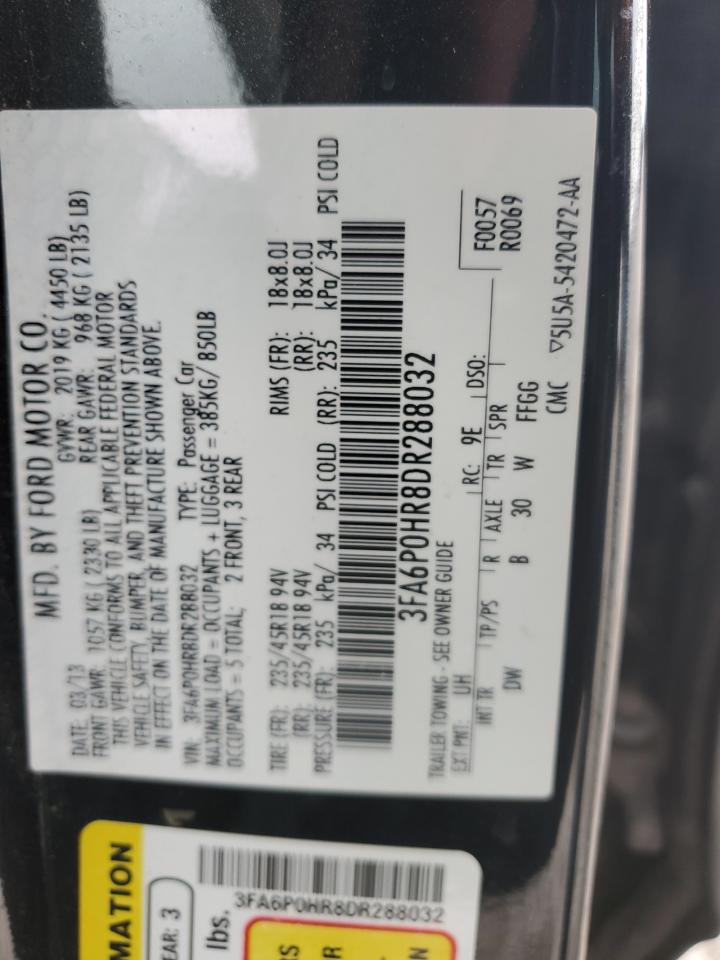 MFD. BY FORD MOTOR CO.
DATE: 03/13 GVWR: 2019 KG ( 4450 LB)
FRONT GAWR: 1057 KG ( 2330 LB) REAR GAWR: 968 KG ( 2135 LB)
THIS VEHICLE CONFORMS TO ALL APPLICABLE FEDERAL MOTOR
VEHICLE SAFETY, BUMPER, AND THEFT PREVENTION STANDARDS
IN EFFECT ON THE DATE OF MANUFACTURE SHOWN ABOVE.
VIN: 3FA6P0HR8DR288032 TYPE: Passenger Car
MAXIMUM LOAD = OCCUPANTS + LUGGAGE = 385KG/ 850LB
OCCUPANTS = 5 TOTAL: 2 FRONT, 3 REAR
TIRE (FR): 235/45R18 94V RIMS (FR): 18x8.0J
(RR): 235/45R18 94V (RR): 18x8.0J
PRESSURE (FR): 235 kPa/ 34 PSI COLD (RR): 235 kPa/ 34 PSI COLD
3FA6P0HR8DR288032
TRAILER TOWING - SEE OWNER GUIDE
F0057
R0069
EXT PNT: UH RC: 9E DSO:
INT TR TP/PS R AXLE TR SPR
DW B 30 W FFGG
CMC ▽5U5A-5420472-AA
MATION
EAR: 3
lbs.
3FA6P0HR8DR288032
RS
R
N